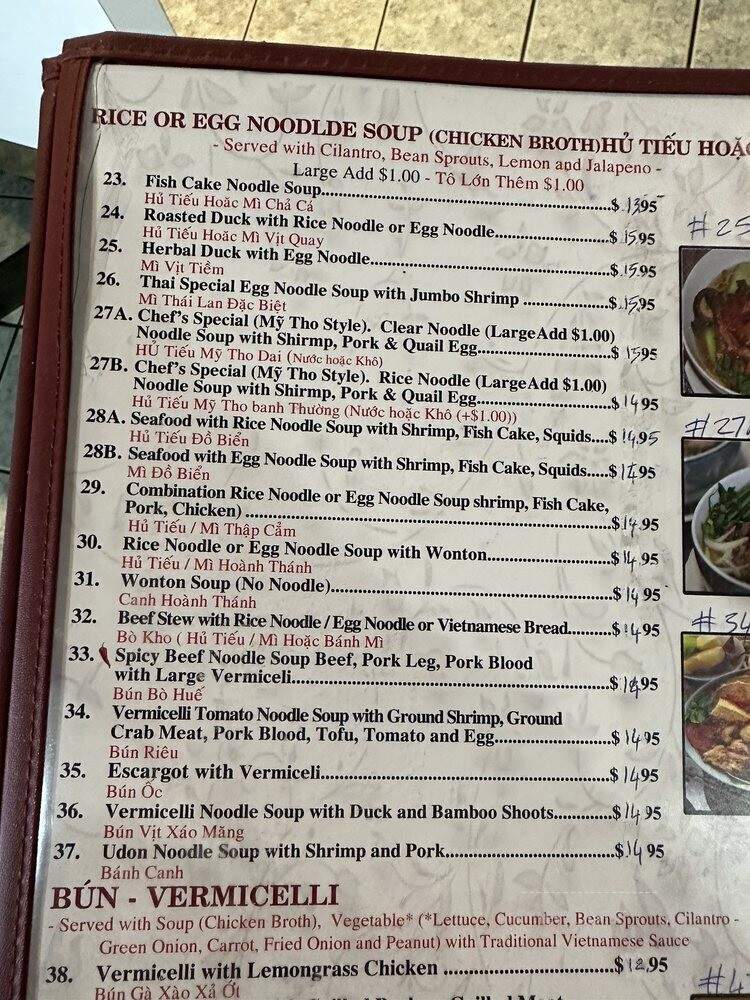 RICE OR EGG NOODLDE SOUP (CHICKEN BROTH)HỦ TIẾU HOẶC
- Served with Cilantro, Bean Sprouts, Lemon and Jalapeno -
Large Add $1.00 - Tô Lớn Thêm $1.00
23. Fish Cake Noodle Soup....$ 13.95
Hủ Tiếu Hoăc Mì Chả Cá
24. Roasted Duck with Rice Noodle or Egg Noodle....$ 15.95
Hủ Tiếu Hoăc Mì Vịt Quay
25. Herbal Duck with Egg Noodle....$ 15.95
Mì Vịt Tiềm
26. Thai Special Egg Noodle Soup with Jumbo Shrimp ....$ 15.95
Mì Thái Lan Đặc Biệt
27A. Chef's Special (Mỹ Tho Style). Clear Noodle (LargeAdd $1.00)
Noodle Soup with Shirmp, Pork & Quail Egg....$ 1595
HỦ Tiếu Mỹ Tho Dai (Nước hoặc Khô)
27B. Chef's Special (Mỹ Tho Style). Rice Noodle (LargeAdd $1.00)
Noodle Soup with Shirmp, Pork & Quail Egg....$ 14 95
Hủ Tiếu Mỹ Tho banh Thường (Nước hoặc Khô (+$1.00))
28A. Seafood with Rice Noodle Soup with Shrimp, Fish Cake, Squids....$ 14.95
Hủ Tiếu Đồ Biển
28B. Seafood with Egg Noodle Soup with Shrimp, Fish Cake, Squids.....$ 14.95
Mì Đồ Biển
29. Combination Rice Noodle or Egg Noodle Soup shrimp, Fish Cake,
Pork, Chicken) ....$ 14.95
Hủ Tiếu / Mì Thập Cẩm
30. Rice Noodle or Egg Noodle Soup with Wonton....$ 14.95
Hủ Tiếu / Mì Hoành Thánh
31. Wonton Soup (No Noodle)....$ 14 95
Canh Hoành Thánh
32. Beef Stew with Rice Noodle / Egg Noodle or Vietnamese Bread....$ 14 95
Bò Kho ( Hủ Tiếu / Mì Hoặc Bánh Mì
33. Spicy Beef Noodle Soup Beef, Pork Leg, Pork Blood
with Large Vermiceli....$ 14.95
Bún Bò Huế
34. Vermicelli Tomato Noodle Soup with Ground Shrimp, Ground
Crab Meat, Pork Blood, Tofu, Tomato and Egg....$ 14 95
Bún Riêu
35. Escargot with Vermiceli....$ 14 95
Bún Ốc
36. Vermicelli Noodle Soup with Duck and Bamboo Shoots....$ 14 95
Bún Vịt Xáo Măng
37. Udon Noodle Soup with Shrimp and Pork....$ 14 95
Bánh Canh
BÚN - VERMICELLI
- Served with Soup (Chicken Broth), Vegetable* (*Lettuce, Cucumber, Bean Sprouts, Cilantro -
Green Onion, Carrot, Fried Onion and Peanut) with Traditional Vietnamese Sauce
38. Vermicelli with Lemongrass Chicken ....$ 12.95
Bún Gà Xào Xả Ớt
# 25
# 27
# 34
#4